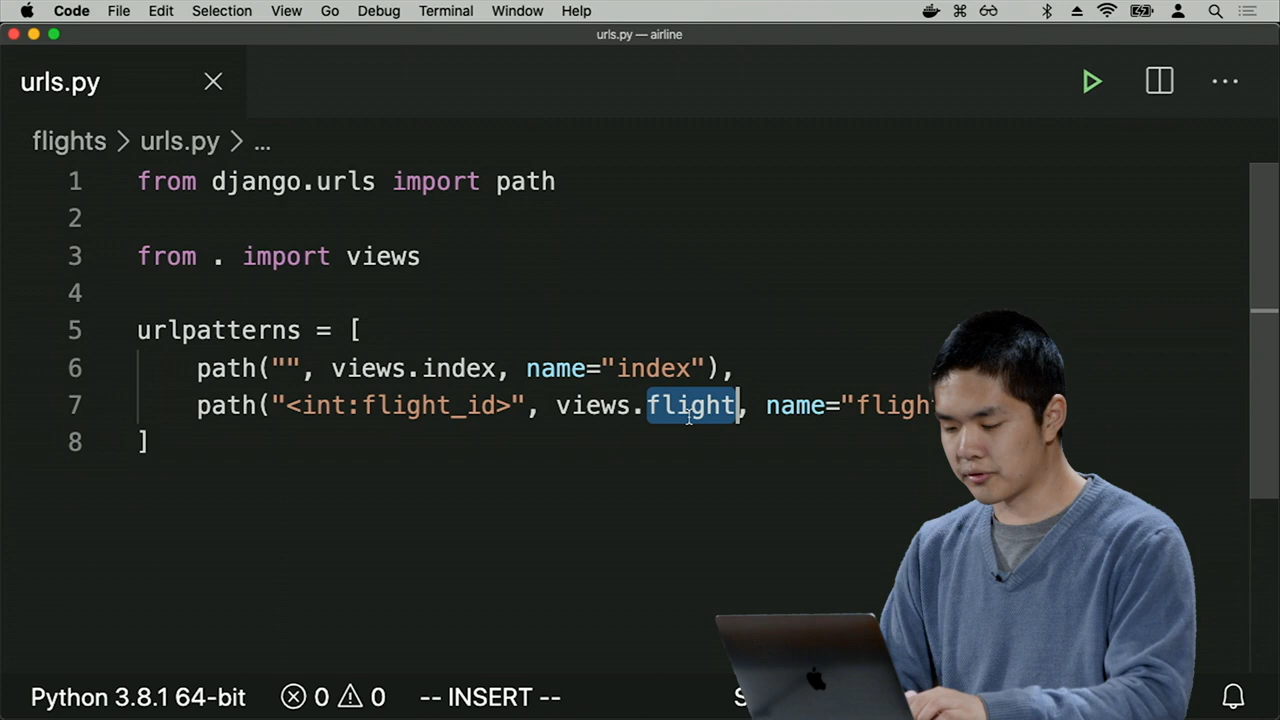 Code File Edit Selection View Go Debug Terminal Window Help
urls.py — airline
urls.py
flights > urls.py > ...
1 from django.urls import path
2
3 from . import views
4
5 urlpatterns = [
6 path("", views.index, name="index"),
7 path("<int:flight_id>", views.flight, name="fligh
8 ]
Python 3.8.1 64-bit 0 0 -- INSERT -- S